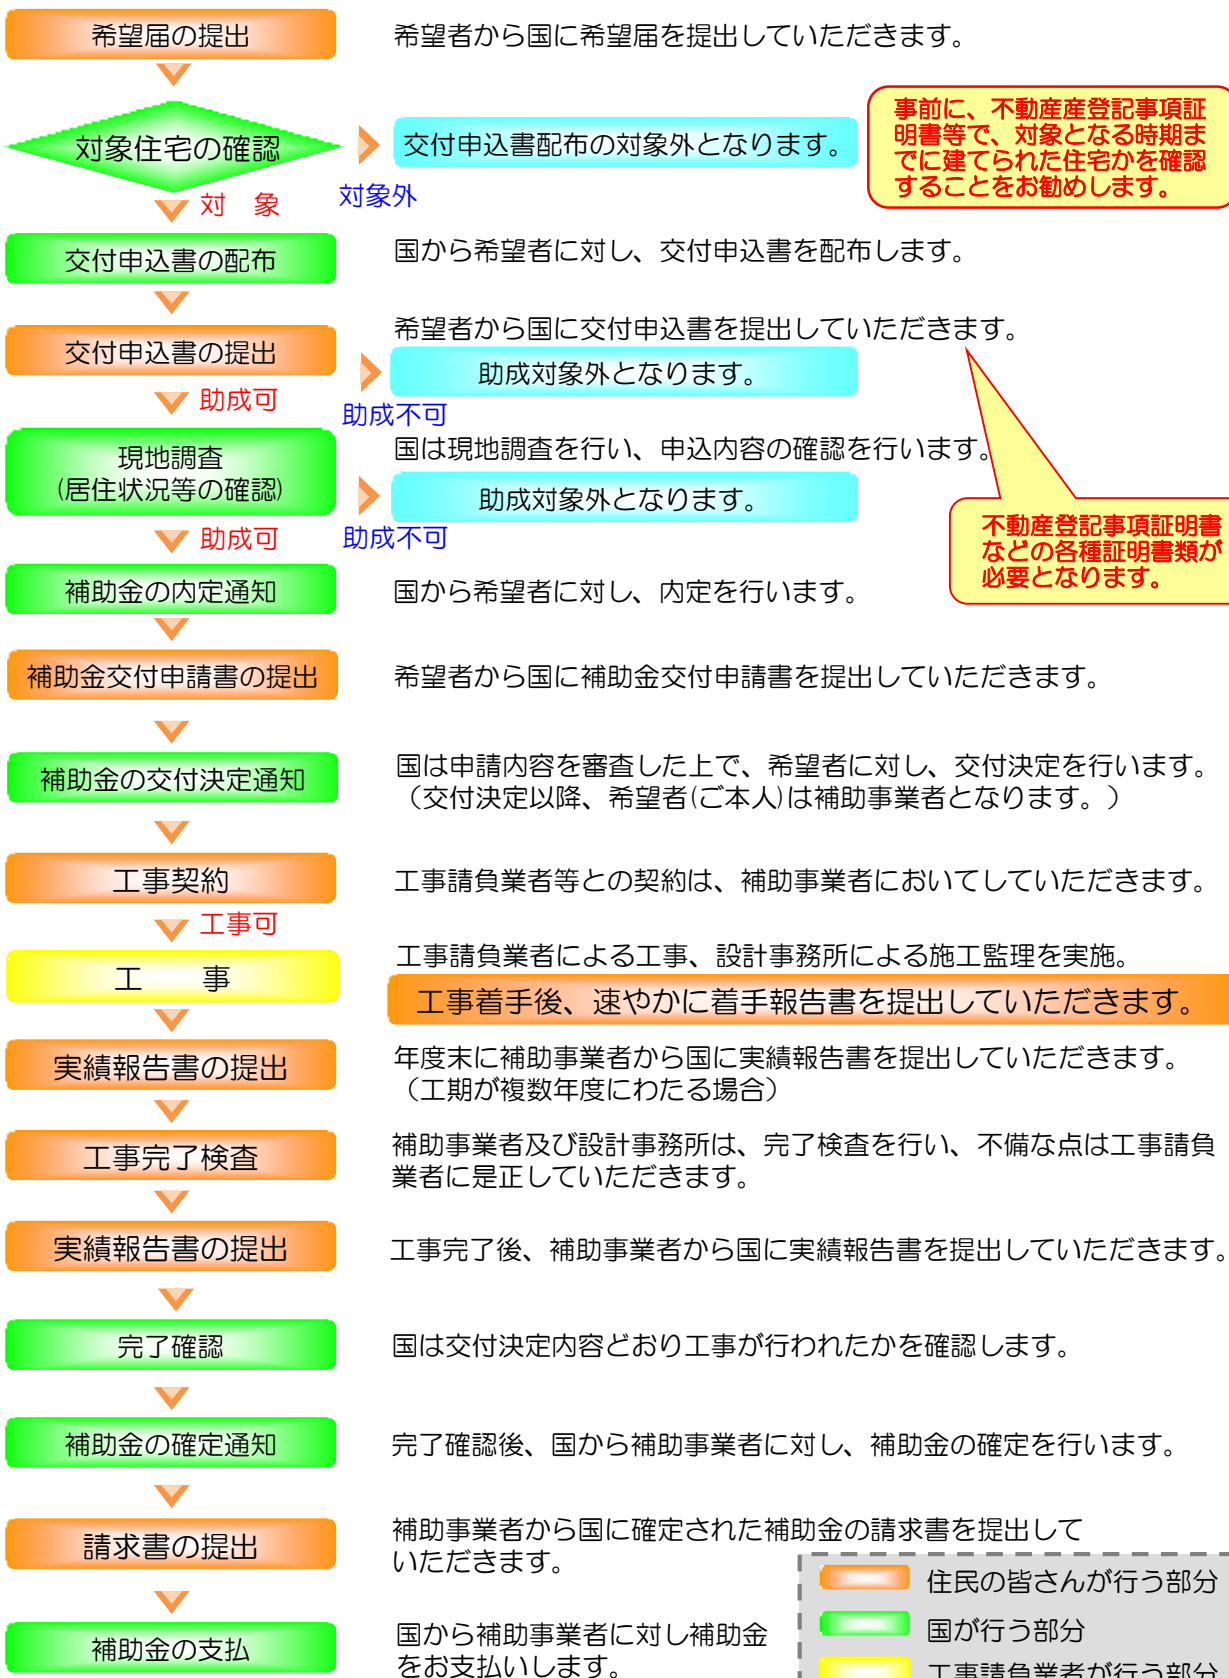 希望届の提出
希望者から国に希望届を提出していただきます。
事前に、不動産産登記事項証
明書等で、対象となる時期ま
でに建てられた住宅かを確認
することをお勧めします。
対象住宅の確認
交付申込書配布の対象外となります。
対象外
対　象
交付申込書の配布
国から希望者に対し、交付申込書を配布します。
希望者から国に交付申込書を提出していただきます。
交付申込書の提出
助成対象外となります。
助成可
助成不可
国は現地調査を行い、申込内容の確認を行います。
現地調査
(居住状況等の確認)
助成対象外となります。
不動産登記事項証明書
などの各種証明書類が
必要となります。
助成可
助成不可
補助金の内定通知
国から希望者に対し、内定を行います。
補助金交付申請書の提出
希望者から国に補助金交付申請書を提出していただきます。
補助金の交付決定通知
国は申請内容を審査した上で、希望者に対し、交付決定を行います。
（交付決定以降、希望者(ご本人)は補助事業者となります。）
工事契約
工事請負業者等との契約は、補助事業者においてしていただきます。
工事可
工事請負業者による工事、設計事務所による施工監理を実施。
工　　事
工事着手後、速やかに着手報告書を提出していただきます。
実績報告書の提出
年度末に補助事業者から国に実績報告書を提出していただきます。
（工期が複数年度にわたる場合）
工事完了検査
補助事業者及び設計事務所は、完了検査を行い、不備な点は工事請負
業者に是正していただきます。
実績報告書の提出
工事完了後、補助事業者から国に実績報告書を提出していただきます。
完了確認
国は交付決定内容どおり工事が行われたかを確認します。
補助金の確定通知
完了確認後、国から補助事業者に対し、補助金の確定を行います。
請求書の提出
補助事業者から国に確定された補助金の請求書を提出して
いただきます。
補助金の支払
国から補助事業者に対し補助金
をお支払いします。
住民の皆さんが行う部分
国が行う部分
工事請負業者が行う部分